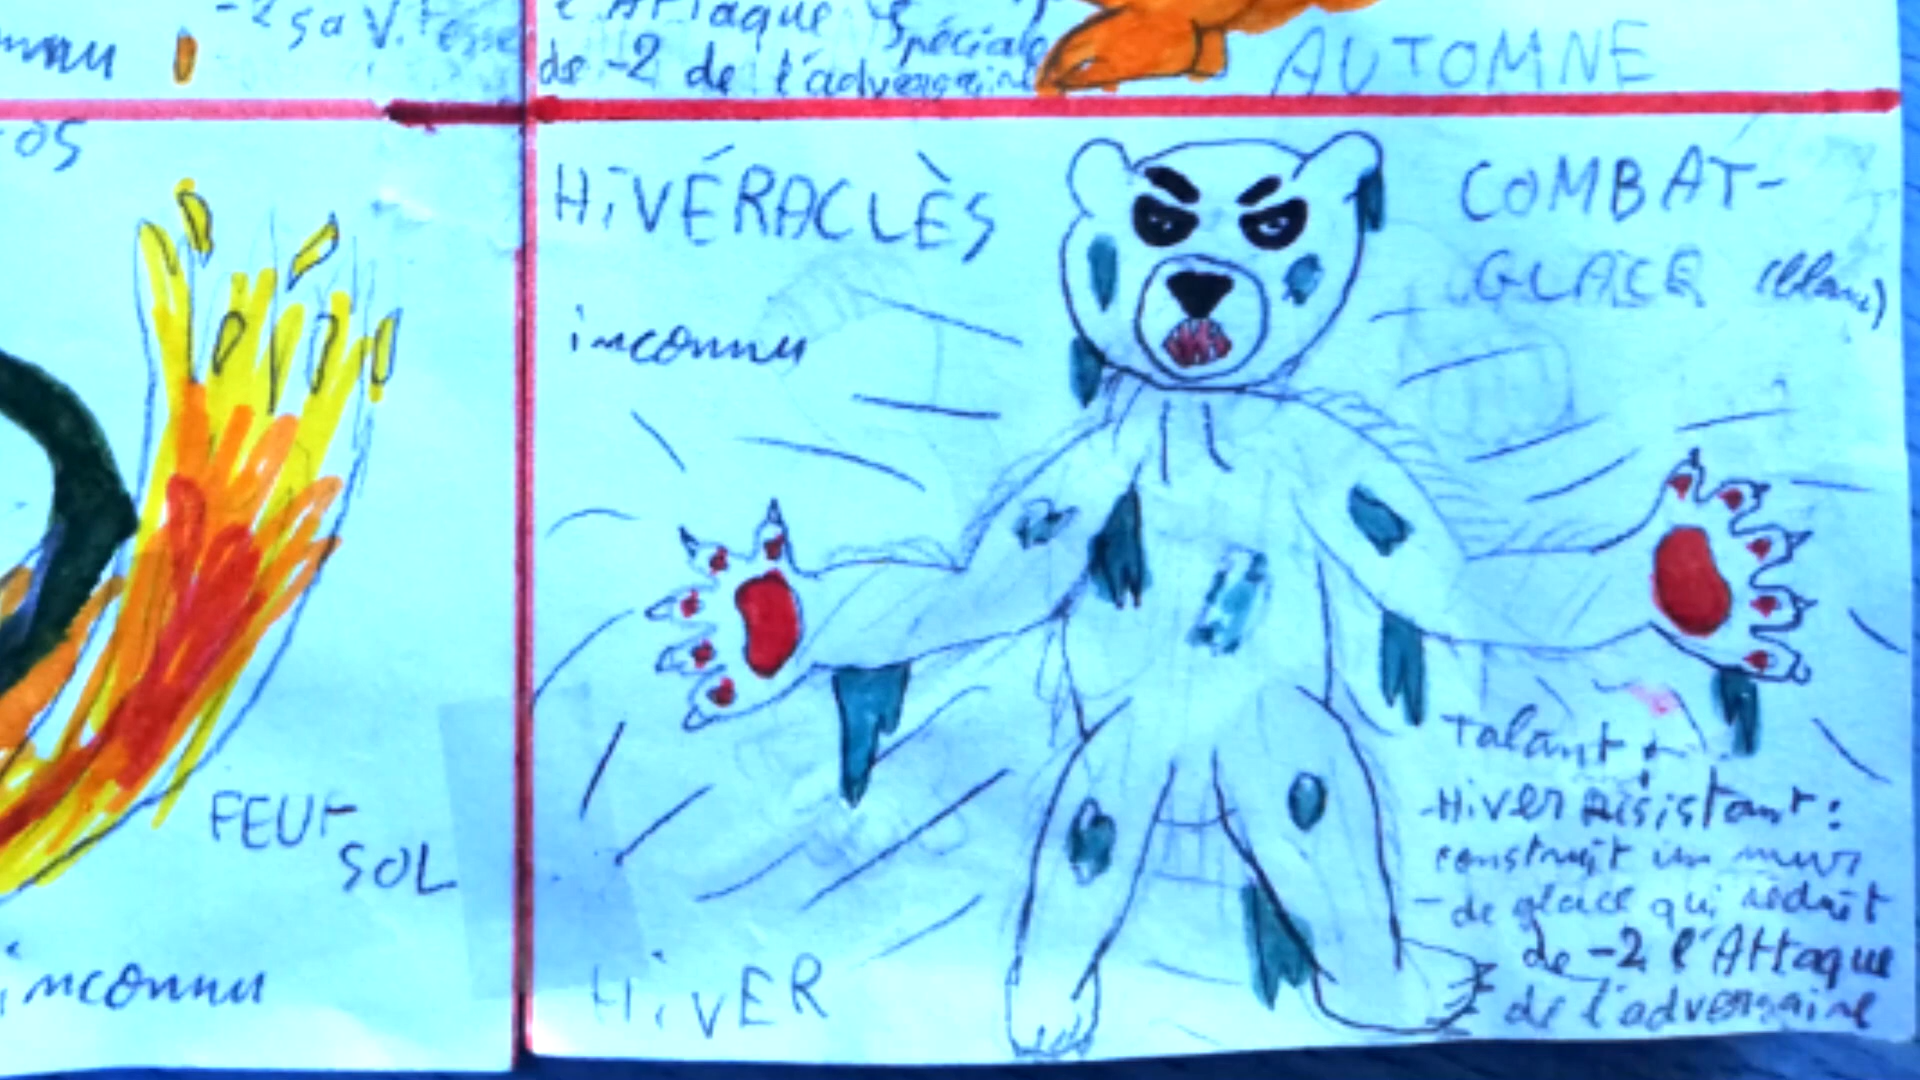 -2 sa Vitesse
l'Attaque Spéciale
de -2 de l'adversaire
AUTOMNE
HiVÉRACLÈS
COMBAT-
GLACE (blanc)
inconnu
FEU-
SOL
inconnu
HiVER
Talant
-Hiver Résistant:
construit un mur
de glace qui réduit
de -2 l'Attaque
de l'adversaire